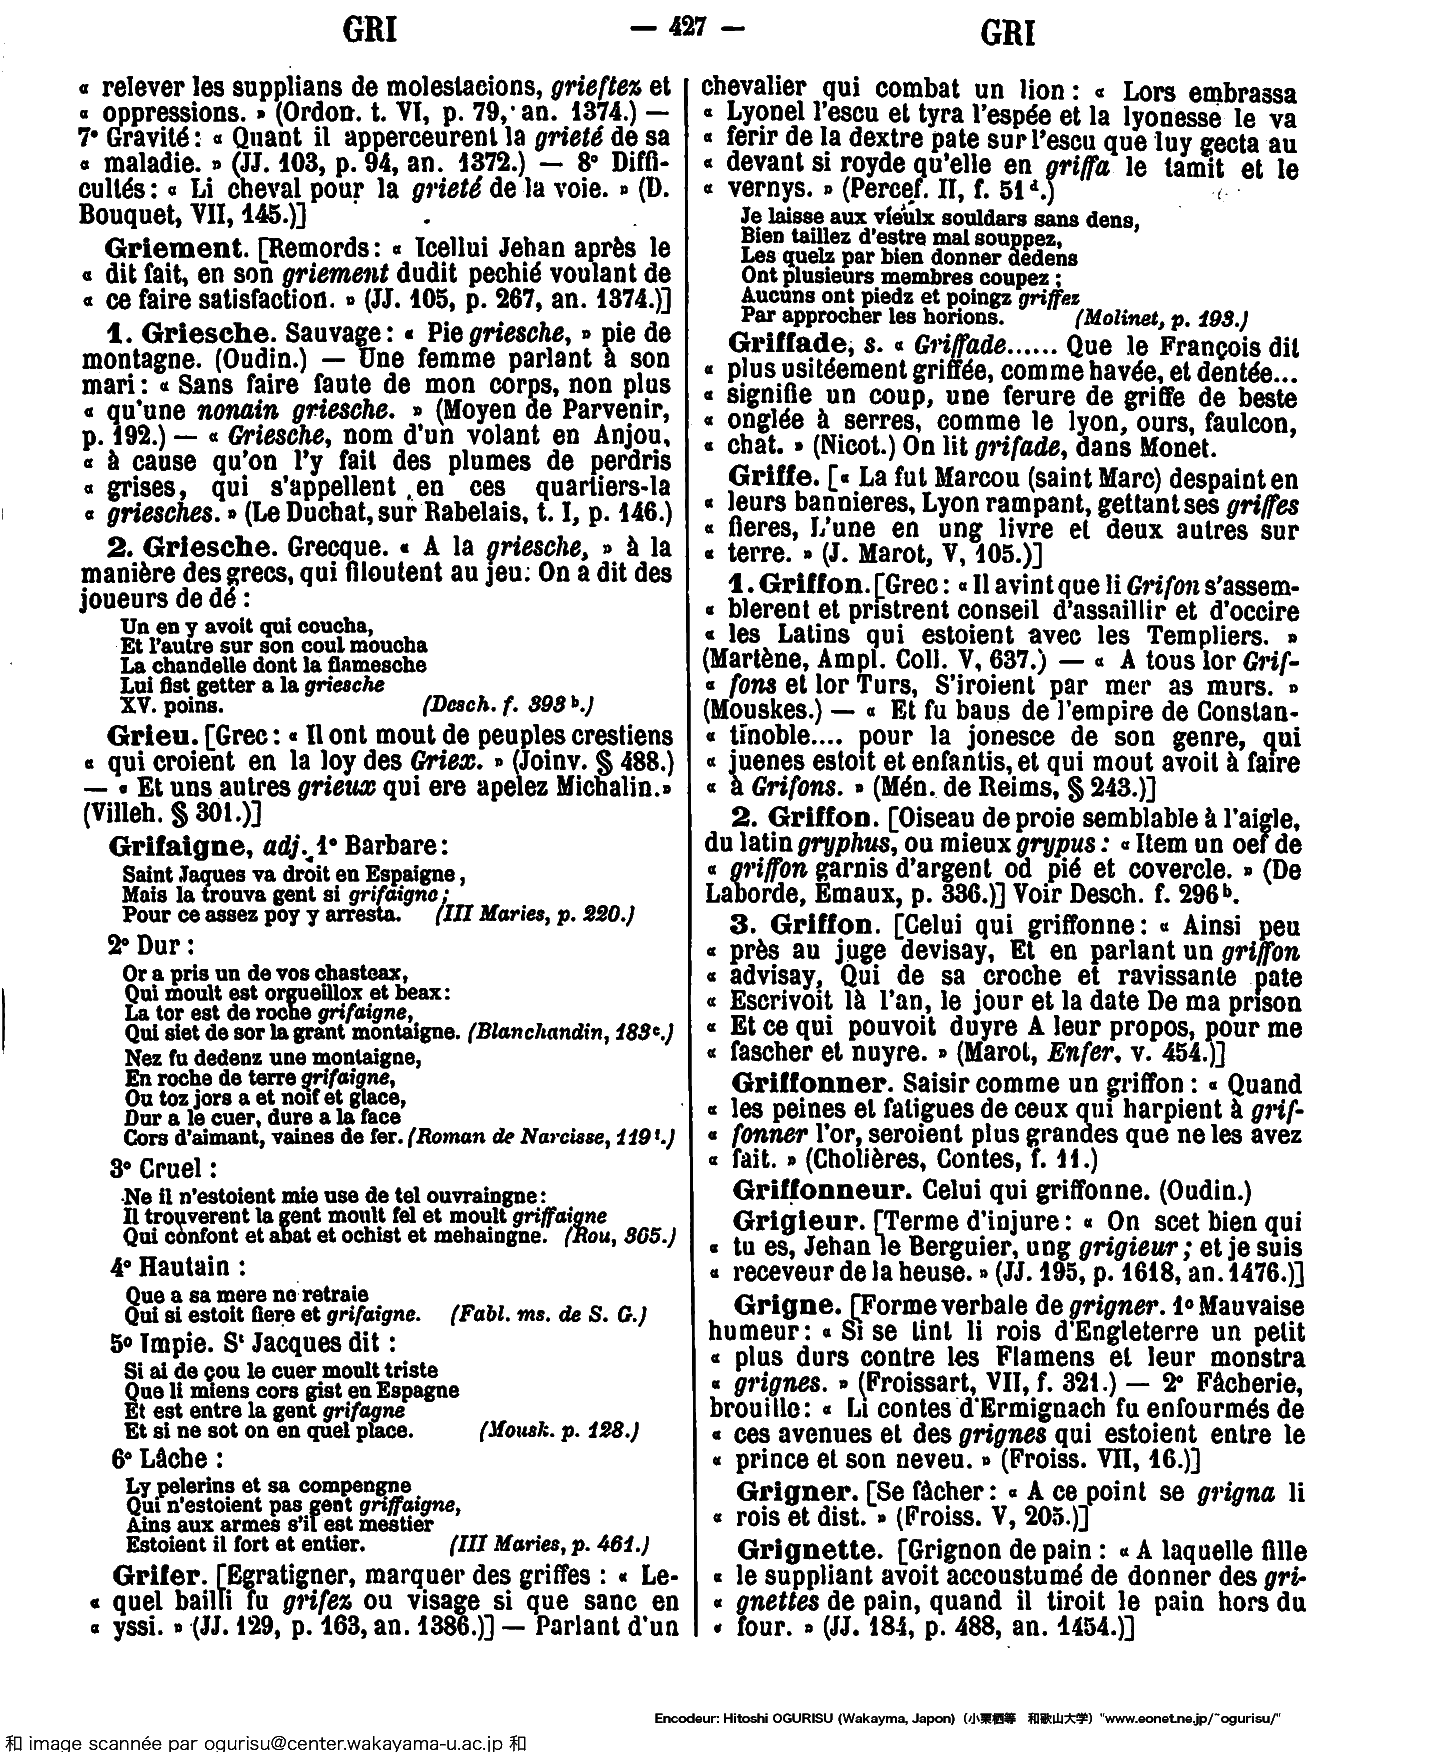 GRI — 427 — GRI
« relever les supplians de molestacions, grieftez et
« oppressions. » (Ordon. t. VI, p. 79, an. 1374.) —
7° Gravité : « Quant il apperceurent la grieté de sa
« maladie. » (JJ. 103, p. 94, an. 1372.) — 8° Diffi-
cultés : « Li cheval pour la grieté de la voie. » (D.
Bouquet, VII, 145.)]
Griement. [Remords : « Icellui Jehan après le
« dit fait, en son griement dudit pechié voulant de
« ce faire satisfaction. » (JJ. 105, p. 267, an. 1374.)]
1. Griesche. Sauvage : « Pie griesche, » pie de
montagne. (Oudin.) — Une femme parlant à son
mari : « Sans faire faute de mon corps, non plus
« qu'une nonain griesche. » (Moyen de Parvenir,
p. 192.) — « Griesche, nom d'un volant en Anjou,
« à cause qu'on l'y fait des plumes de perdris
« grises, qui s'appellent en ces quartiers-la
« griesches. » (Le Duchat, sur Rabelais, t. I, p. 146.)
2. Griesche. Grecque. « A la griesche, » à la
manière des grecs, qui filoutent au jeu: On a dit des
joueurs de dé :
Un en y avoit qui coucha,
Et l'autre sur son coul moucha
La chandelle dont la flamesche
Lui fist getter a la griesche
XV. poins. (Desch. f. 393 b.)
Grieu. [Grec : « Il ont mout de peuples crestiens
« qui croient en la loy des Griex. » (Joinv. § 488.)
— « Et uns autres grieux qui ere apelez Michalin.»
(Villeh. § 301.)]
Grifaigne, adj. 1° Barbare :
Saint Jaques va droit en Espaigne,
Mais la trouva gent si grifaigne ;
Pour ce assez poy y arresta. (III Maries, p. 220.)
2° Dur :
Or a pris un de vos chasteax,
Qui moult est orgueillox et beax :
La tor est de roche grifaigne,
Qui siet de sor la grant montaigne. (Blanchandin, 183c.)
Nez fu dedenz une montaigne,
En roche de terre grifaigne,
Ou toz jors a et noif et glace,
Dur a le cuer, dure a la face
Cors d'aimant, vaines de fer. (Roman de Narcisse, 119 t.)
3° Cruel :
Ne il n'estoient mie use de tel ouvraingne :
Il trouverent la gent moult fel et moult griffaigne
Qui confont et abat et ochist et mehaingne. (Rou, 365.)
4° Hautain :
Que a sa mere ne retraie
Qui si estoit fiere et grifaigne. (Fabl. ms. de S. G.)
5° Impie. St Jacques dit :
Si ai de çou le cuer moult triste
Que li miens cors gist en Espagne
Et est entre la gent grifagne
Et si ne sot on en quel place. (Mousk. p. 128.)
6° Lâche :
Ly pelerins et sa compengne
Qui n'estoient pas gent griffaigne,
Ains aux armes s'il est mestier
Estoient il fort et entier. (III Maries, p. 461.)
Grifer. [Egratigner, marquer des griffes : « Le-
« quel bailli fu grifez ou visage si que sanc en
« yssi. » (JJ. 129, p. 163, an. 1386.)] — Parlant d'un
chevalier qui combat un lion : « Lors embrassa
« Lyonel l'escu et tyra l'espée et la lyonesse le va
« ferir de la dextre pate sur l'escu que luy gecta au
« devant si royde qu'elle en griffa le tamit et le
« vernys. » (Percef. II, f. 51 d.)
Je laisse aux vieulx souldars sans dens,
Bien taillez d'estre mal souppez,
Les quelz par bien donner dedens
Ont plusieurs membres coupez ;
Aucuns ont piedz et poingz griffez
Par approcher les horions. (Molinet, p. 193.)
Griffade, s. « Griffade...... Que le François dit
« plus usitéement griffée, comme havée, et dentée...
« signifie un coup, une ferure de griffe de beste
« onglée à serres, comme le lyon, ours, faulcon,
« chat. » (Nicot.) On lit grifade, dans Monet.
Griffe. [« La fut Marcou (saint Marc) despaint en
« leurs bannieres, Lyon rampant, gettant ses griffes
« fieres, L'une en ung livre et deux autres sur
« terre. » (J. Marot, V, 105.)]
1. Griffon. [Grec : « Il avint que li Grifon s'assem-
« blerent et pristrent conseil d'assaillir et d'occire
« les Latins qui estoient avec les Templiers. »
(Martène, Ampl. Coll. V, 637.) — « A tous lor Grif-
« fons et lor Turs, S'iroient par mer as murs. »
(Mouskes.) — « Et fu baus de l'empire de Constan-
« tinoble.... pour la jonesce de son genre, qui
« juenes estoit et enfantis, et qui mout avoit à faire
« à Grifons. » (Mén. de Reims, § 243.)]
2. Griffon. [Oiseau de proie semblable à l'aigle,
du latin gryphus, ou mieux grypus : « Item un oef de
« griffon garnis d'argent od pié et covercle. » (De
Laborde, Emaux, p. 336.)] Voir Desch. f. 296 b.
3. Griffon. [Celui qui griffonne : « Ainsi peu
« près au juge devisay, Et en parlant un griffon
« advisay, Qui de sa croche et ravissante pate
« Escrivoit là l'an, le jour et la date De ma prison
« Et ce qui pouvoit duyre A leur propos, pour me
« fascher et nuyre. » (Marot, Enfer, v. 454.)]
Griffonner. Saisir comme un griffon : « Quand
« les peines et fatigues de ceux qui harpient à grif-
« fonner l'or, seroient plus grandes que ne les avez
« fait. » (Cholières, Contes, f. 11.)
Griffonneur. Celui qui griffonne. (Oudin.)
Grigieur. [Terme d'injure : « On scet bien qui
« tu es, Jehan le Berguier, ung grigieur ; et je suis
« receveur de la heuse. » (JJ. 195, p. 1618, an. 1476.)]
Grigne. [Forme verbale de grigner. 1° Mauvaise
humeur : « Si se tint li rois d'Engleterre un petit
« plus durs contre les Flamens et leur monstra
« grignes. » (Froissart, VII, f. 321.) — 2° Fâcherie,
brouille : « Li contes d'Ermignach fu enfourmés de
« ces avenues et des grignes qui estoient entre le
« prince et son neveu. » (Froiss. VII, 16.)]
Grigner. [Se fâcher : « A ce point se grigna li
« rois et dist. » (Froiss. V, 205.)]
Grignette. [Grignon de pain : « A laquelle fille
« le suppliant avoit accoustumé de donner des gri-
« gnettes de pain, quand il tiroit le pain hors du
« four. » (JJ. 184, p. 488, an. 1454.)]
Encodeur: Hitoshi OGURISU (Wakayma, Japon) (小栗栖等 和歌山大学) "www.eonet.ne.jp/~ogurisu/"
和 image scannée par ogurisu@center.wakayama-u.ac.jp 和